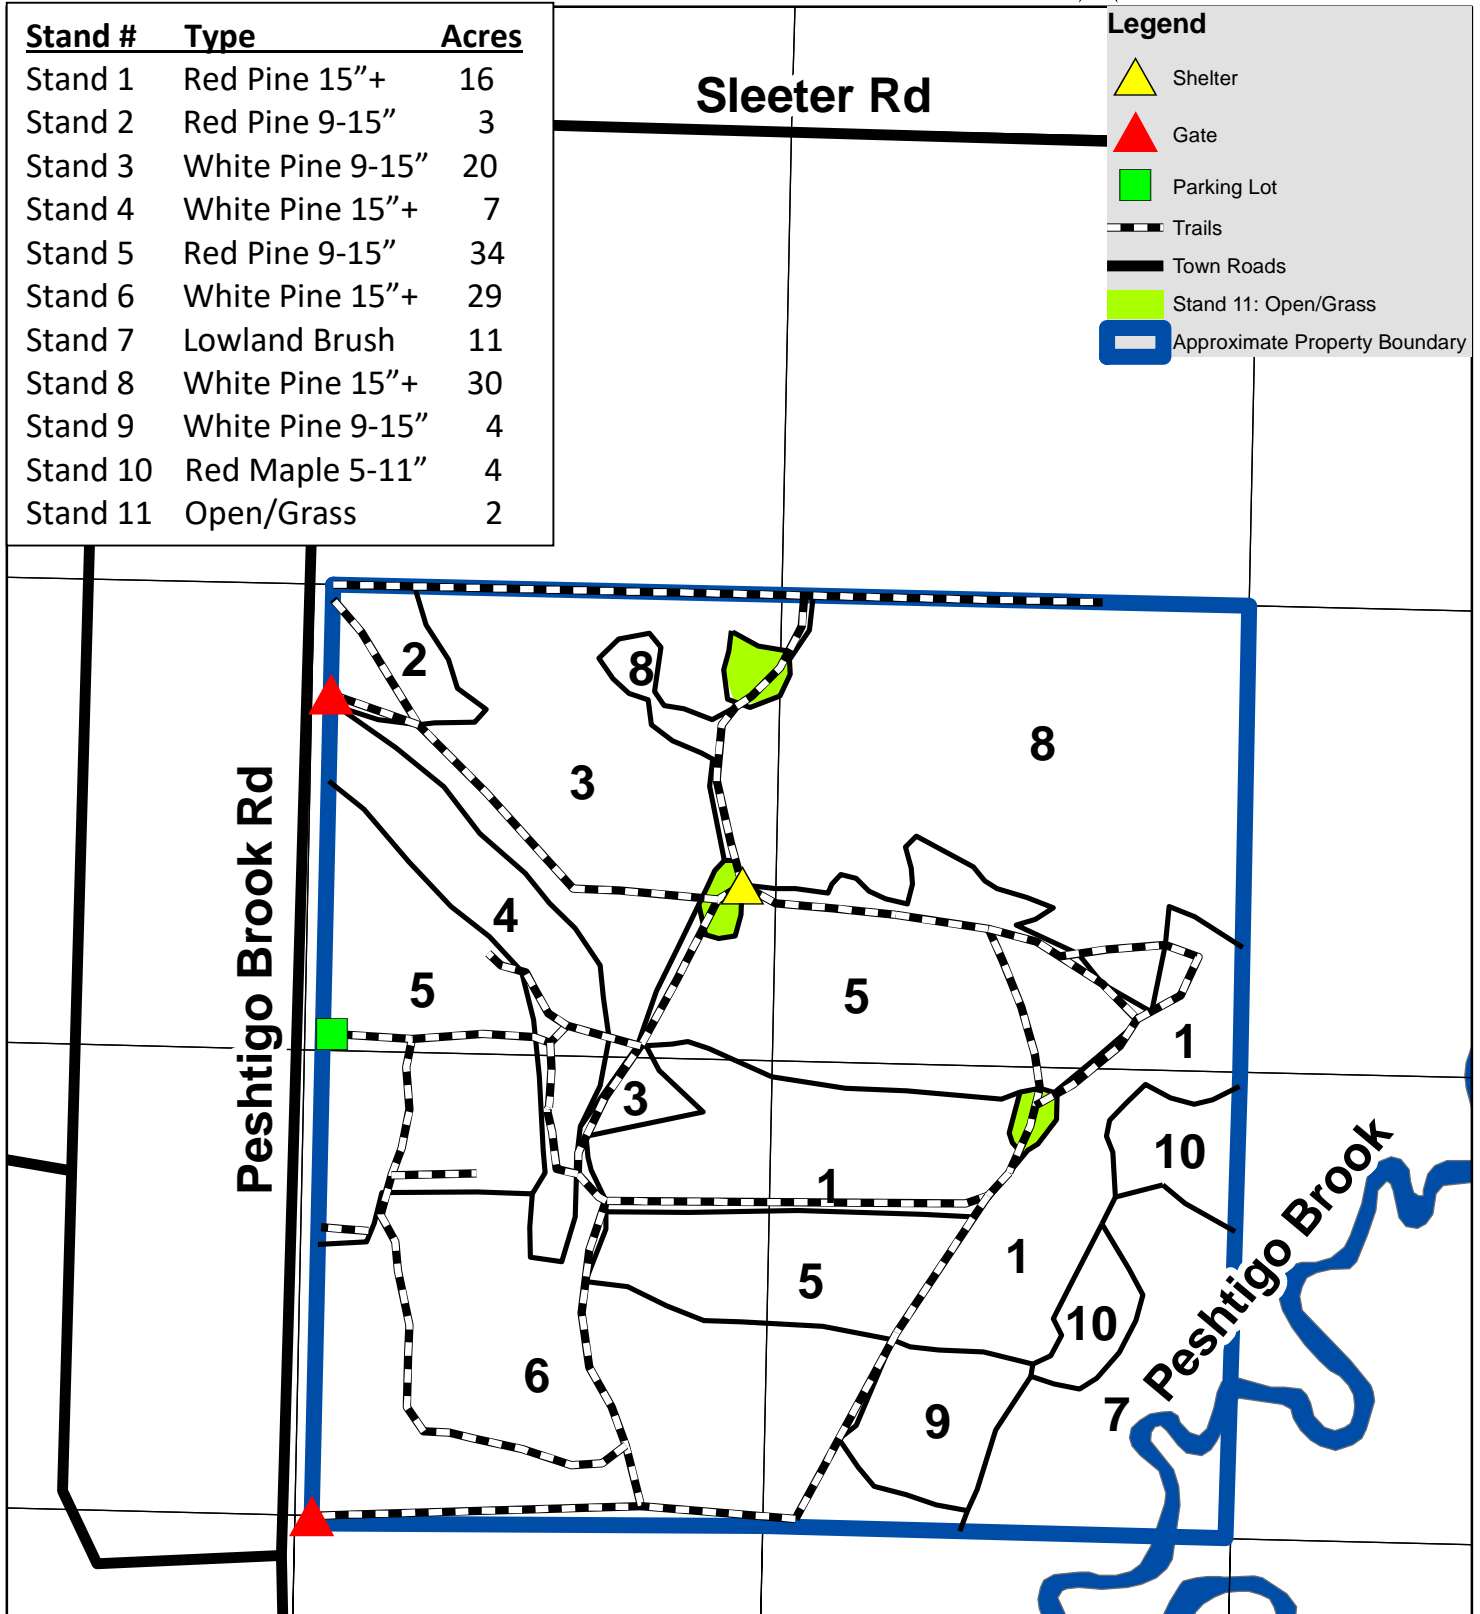 Stand # Type Acres
Stand 1 Red Pine 15”+ 16
Stand 2 Red Pine 9-15” 3
Stand 3 White Pine 9-15” 20
Stand 4 White Pine 15”+ 7
Stand 5 Red Pine 9-15” 34
Stand 6 White Pine 15”+ 29
Stand 7 Lowland Brush 11
Stand 8 White Pine 15”+ 30
Stand 9 White Pine 9-15” 4
Stand 10 Red Maple 5-11” 4
Stand 11 Open/Grass 2
Sleeter Rd
Legend
Shelter
Gate
Parking Lot
Trails
Town Roads
Stand 11: Open/Grass
Approximate Property Boundary
Peshtigo Brook Rd
2
8
8
3
4
5
5
1
3
10
1
1
5
10
6
7
9
Peshtigo Brook